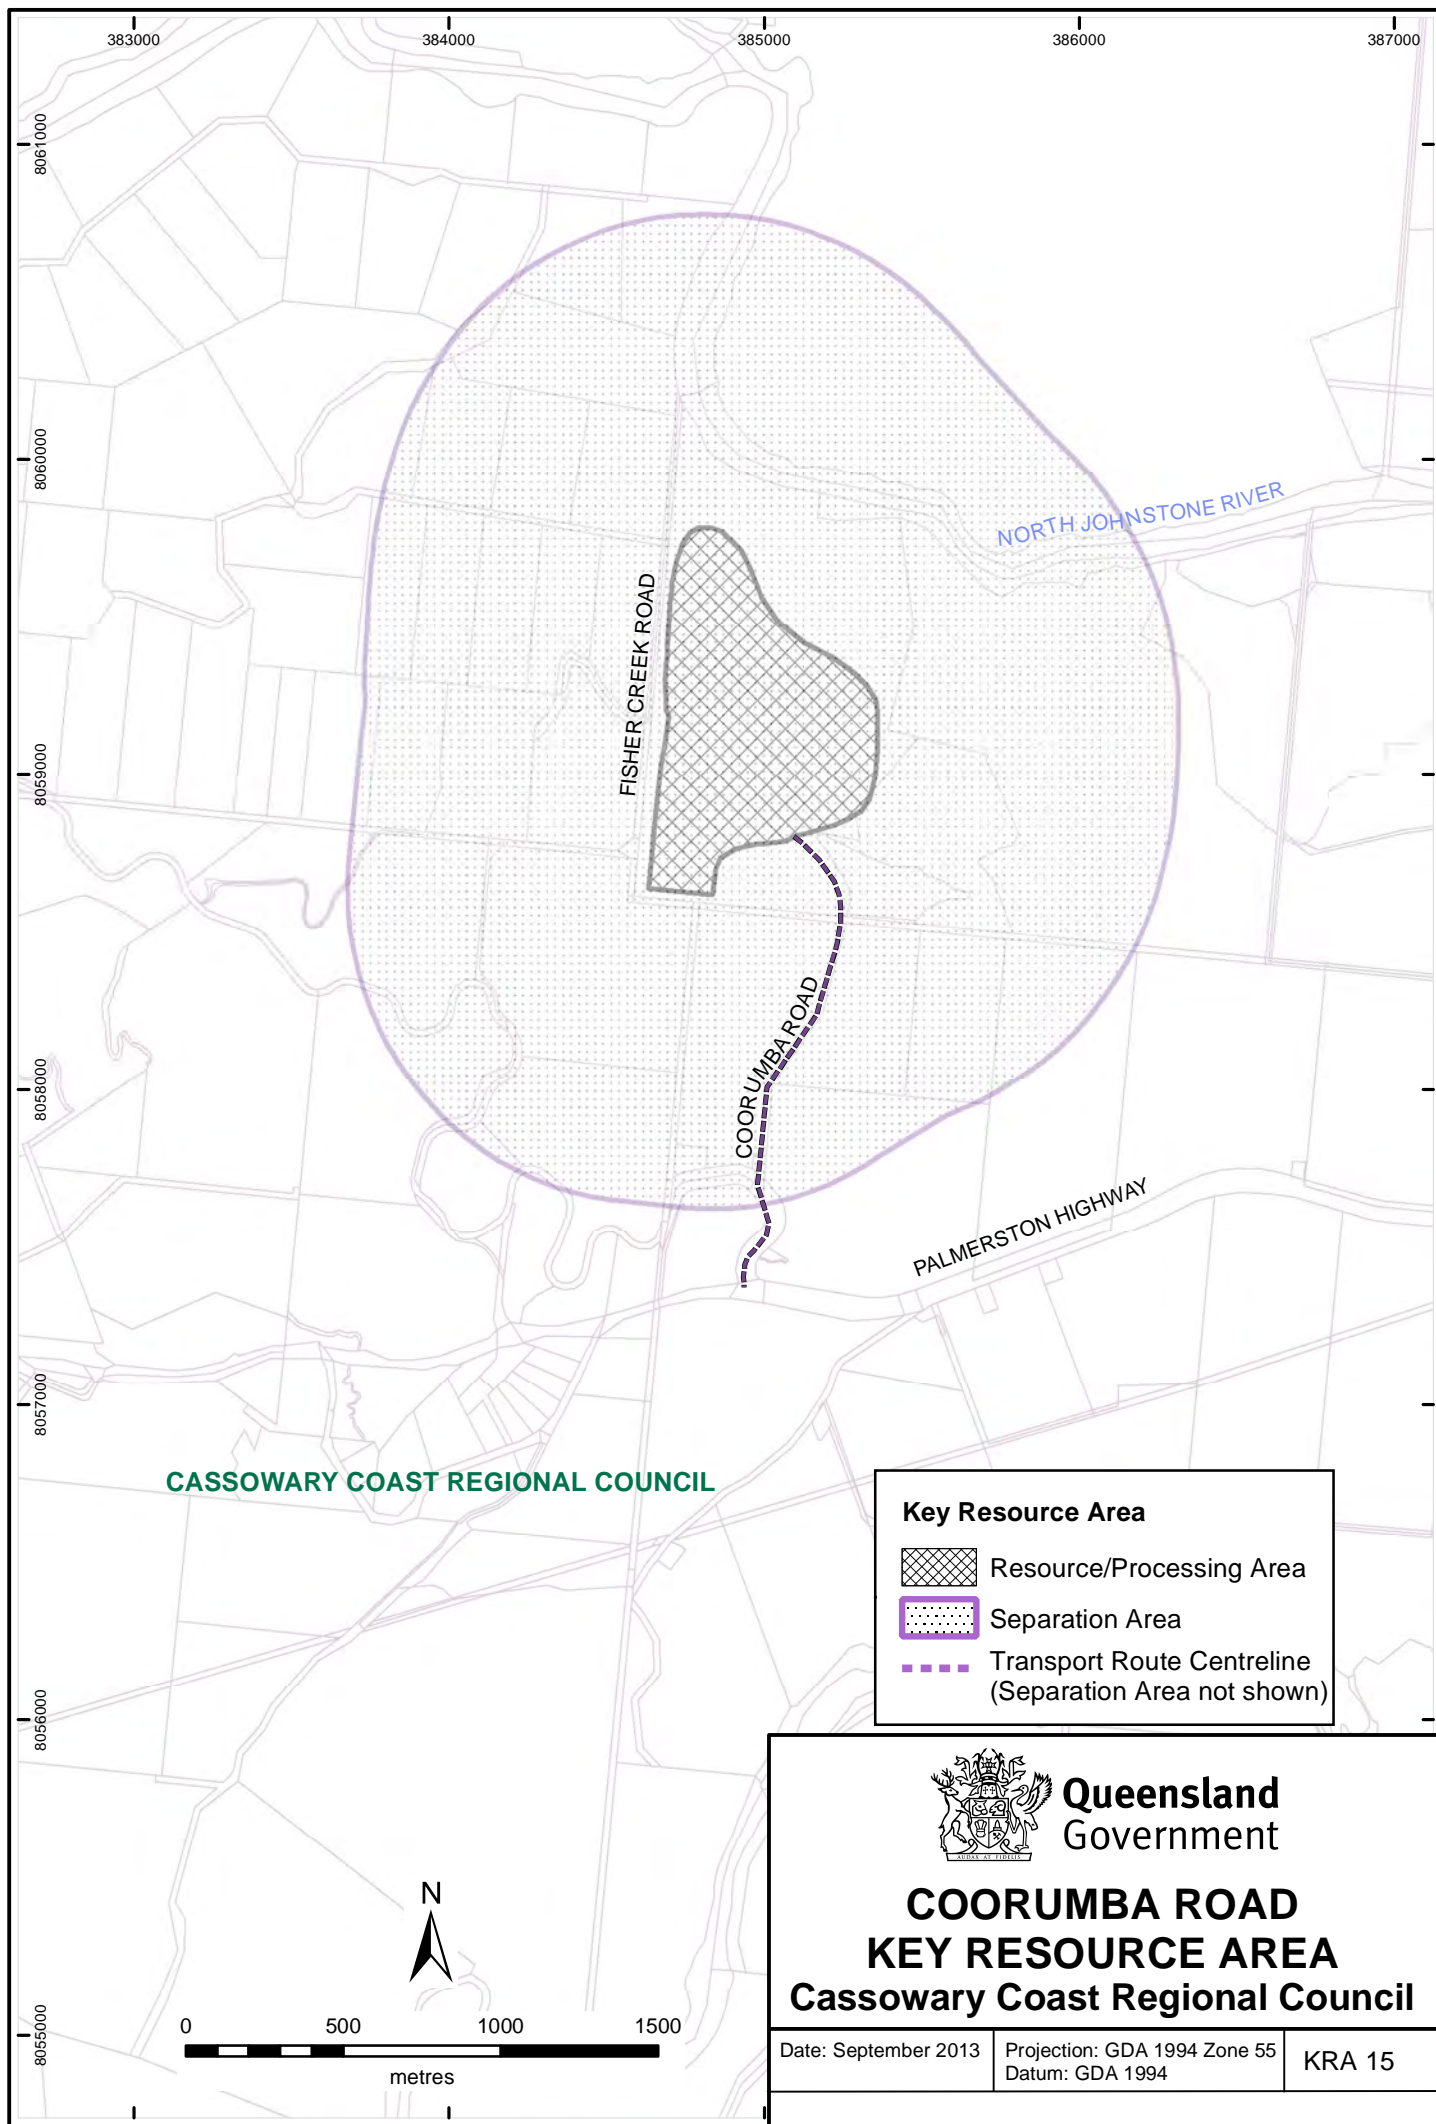 383000
384000
385000
386000
387000
8061000
8060000
8059000
8058000
8057000
8056000
8055000
NORTH JOHNSTONE RIVER
FISHER CREEK ROAD
COORUMBA ROAD
PALMERSTON HIGHWAY
CASSOWARY COAST REGIONAL COUNCIL
Key Resource Area
Resource/Processing Area
Separation Area
Transport Route Centreline
(Separation Area not shown)
N
0 500 1000 1500
metres
AUDAX AT FIDELIS
Queensland
Government
COORUMBA ROAD
KEY RESOURCE AREA
Cassowary Coast Regional Council
Date: September 2013
Projection: GDA 1994 Zone 55
Datum: GDA 1994
KRA 15